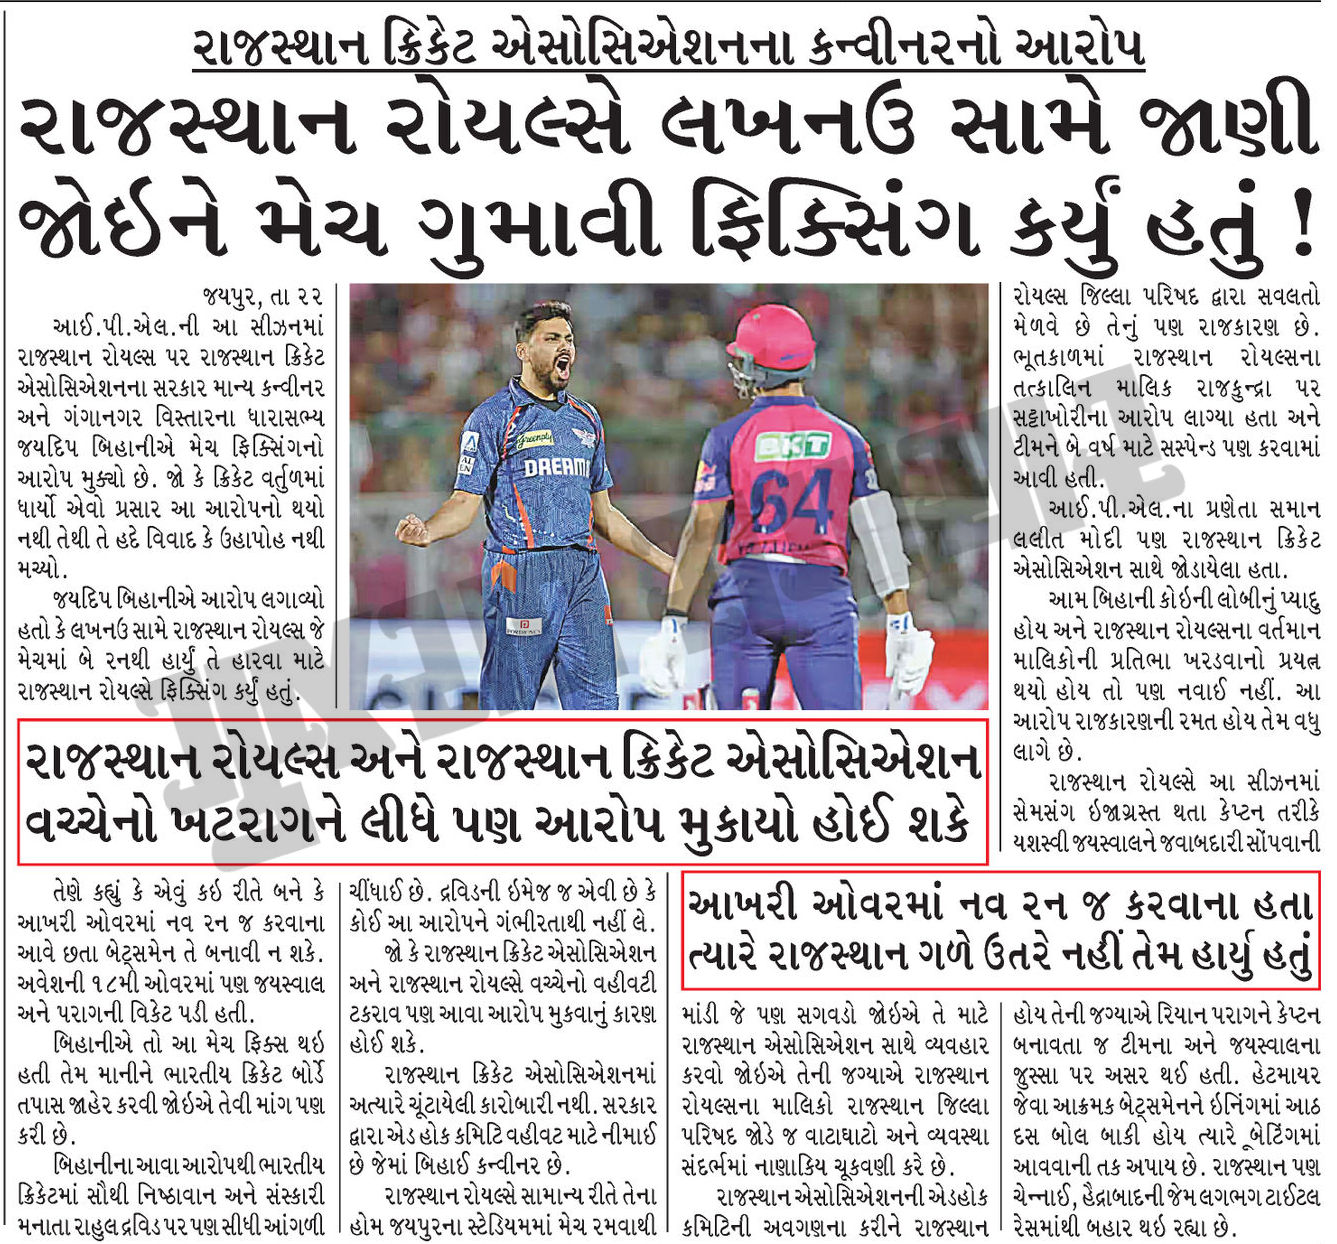 રાજસ્થાન ક્રિકેટ એસોસિએશનના કન્વીનરનો આરોપ
રાજસ્થાન રોયલ્સે લખનઉ સામે જાણી
જોઇને મેચ ગુમાવી ફિક્સિંગ કર્યું હતું !
જયપુર, તા ૨૨
આઈ.પી.એલ.ની આ સીઝનમાં
રાજસ્થાન રોયલ્સ પર રાજસ્થાન ક્રિકેટ
એસોસિએશનના સરકાર માન્ય કન્વીનર
અને ગંગાનગર વિસ્તારના ધારાસભ્ય
જયદિપ બિહાનીએ મેચ ફિક્સિંગનો
આરોપ મુક્યો છે. જો કે ક્રિકેટ વર્તુળમાં
ધાર્યો એવો પ્રસાર આ આરોપનો થયો
નથી તેથી તે હદે વિવાદ કે ઉહાપોહ નથી
મચ્યો.
જયદિપ બિહાનીએ આરોપ લગાવ્યો
હતો કે લખનઉ સામે રાજસ્થાન રોયલ્સ જે
મેચમાં બે રનથી હાર્યું તે હારવા માટે
રાજસ્થાન રોયલ્સે ફિક્સિંગ કર્યું હતું.
Greenply
DREAM
BKT
64
રાજસ્થાન રોયલ્સ અને રાજસ્થાન ક્રિકેટ એસોસિએશન
વચ્ચેનો ખટરાગને લીધે પણ આરોપ મુકાયો હોઈ શકે
તેણે કહ્યું કે એવું કઇ રીતે બને કે
આખરી ઓવરમાં નવ રન જ કરવાના
આવે છતા બેટ્સમેન તે બનાવી ન શકે.
અવેશની ૧૮મી ઓવરમાં પણ જયસ્વાલ
અને પરાગની વિકેટ પડી હતી.
બિહાનીએ તો આ મેચ ફિક્સ થઇ
હતી તેમ માનીને ભારતીય ક્રિકેટ બોર્ડે
તપાસ જાહેર કરવી જોઇએ તેવી માંગ પણ
કરી છે.
બિહાનીના આવા આરોપથી ભારતીય
ક્રિકેટમાં સૌથી નિષ્ઠાવાન અને સંસ્કારી
મનાતા રાહુલ દ્રવિડ પર પણ સીધી આંગળી
ચીંધાઈ છે. દ્રવિડની ઇમેજ જ એવી છે કે
કોઈ આ આરોપને ગંભીરતાથી નહીં લે.
જો કે રાજસ્થાન ક્રિકેટ એસોસિએશન
અને રાજસ્થાન રોયલ્સે વચ્ચેનો વહીવટી
ટકરાવ પણ આવા આરોપ મુકવાનું કારણ
હોઈ શકે.
રાજસ્થાન ક્રિકેટ એસોસિએશનમાં
અત્યારે ચૂંટાયેલી કારોબારી નથી. સરકાર
દ્વારા એડ હોક કમિટિ વહીવટ માટે નીમાઈ
છે જેમાં બિહાઈ કન્વીનર છે.
રાજસ્થાન રોયલ્સે સામાન્ય રીતે તેના
હોમ જયપુરના સ્ટેડિયમમાં મેચ રમવાથી
આખરી ઓવરમાં નવ રન જ કરવાના હતા
ત્યારે રાજસ્થાન ગળે ઉતરે નહીં તેમ હાર્યુ હતું
માંડી જે પણ સગવડો જોઇએ તે માટે
રાજસ્થાન એસોસિએશન સાથે વ્યવહાર
કરવો જોઇએ તેની જગ્યાએ રાજસ્થાન
રોયલ્સના માલિકો રાજસ્થાન જિલ્લા
પરિષદ જોડે જ વાટાઘાટો અને વ્યવસ્થા
સંદર્ભમાં નાણાકિય ચૂકવણી કરે છે.
રાજસ્થાન એસોસિએશનની એડહોક
કમિટિની અવગણના કરીને રાજસ્થાન
રોયલ્સ જિલ્લા પરિષદ દ્વારા સવલતો
મેળવે છે તેનું પણ રાજકારણ છે.
ભૂતકાળમાં રાજસ્થાન રોયલ્સના
તત્કાલિન માલિક રાજકુન્દ્રા પર
સટ્ટાખોરીના આરોપ લાગ્યા હતા અને
ટીમને બે વર્ષ માટે સસ્પેન્ડ પણ કરવામાં
આવી હતી.
આઈ.પી.એલ.ના પ્રણેતા સમાન
લલીત મોદી પણ રાજસ્થાન ક્રિકેટ
એસોસિએશન સાથે જોડાયેલા હતા.
આમ બિહાની કોઇની લોબીનું પ્યાદુ
હોય અને રાજસ્થાન રોયલ્સના વર્તમાન
માલિકોની પ્રતિભા ખરડવાનો પ્રયત્ન
થયો હોય તો પણ નવાઈ નહીં. આ
આરોપ રાજકારણની રમત હોય તેમ વધુ
લાગે છે.
રાજસ્થાન રોયલ્સે આ સીઝનમાં
સેમસંગ ઇજાગ્રસ્ત થતા કેપ્ટન તરીકે
યશસ્વી જયસ્વાલને જવાબદારી સોંપવાની
હોય તેની જગ્યાએ રિયાન પરાગને કેપ્ટન
બનાવતા જ ટીમના અને જયસ્વાલના
જુસ્સા પર અસર થઈ હતી. હેટમાયર
જેવા આક્રમક બેટ્સમેનને ઇનિંગમાં આઠ
દસ બોલ બાકી હોય ત્યારે બૅટિંગમાં
આવવાની તક અપાય છે. રાજસ્થાન પણ
ચેન્નાઈ, હૈદ્રાબાદની જેમ લગભગ ટાઈટલ
રેસમાંથી બહાર થઇ રહ્યા છે.